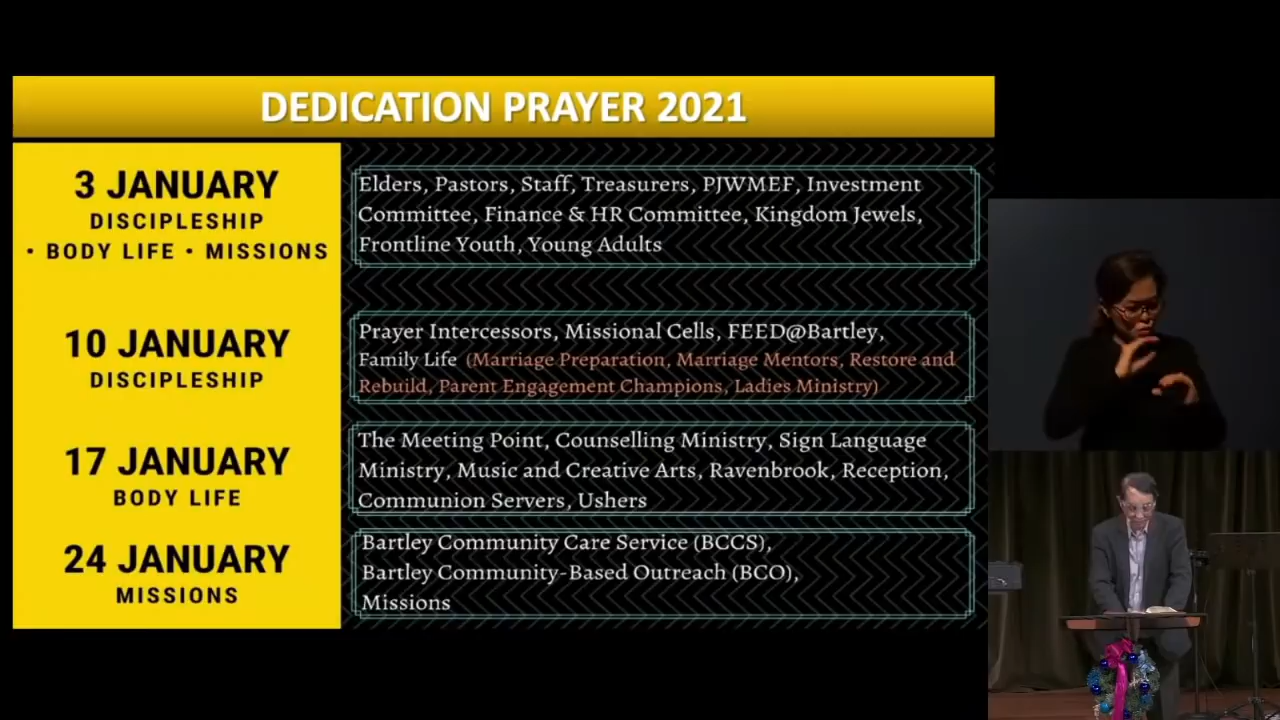 DEDICATION PRAYER 2021
3 JANUARY
DISCIPLESHIP
• BODY LIFE • MISSIONS
Elders, Pastors, Staff, Treasurers, PJWMEF, Investment
Committee, Finance & HR Committee, Kingdom Jewels,
Frontline Youth, Young Adults
10 JANUARY
DISCIPLESHIP
Prayer Intercessors, Missional Cells, FEED@Bartley,
Family Life (Marriage Preparation, Marriage Mentors, Restore and
Rebuild, Parent Engagement Champions, Ladies Ministry)
17 JANUARY
BODY LIFE
The Meeting Point, Counselling Ministry, Sign Language
Ministry, Music and Creative Arts, Ravenbrook, Reception,
Communion Servers, Ushers
24 JANUARY
MISSIONS
Bartley Community Care Service (BCCS),
Bartley Community-Based Outreach (BCO),
Missions